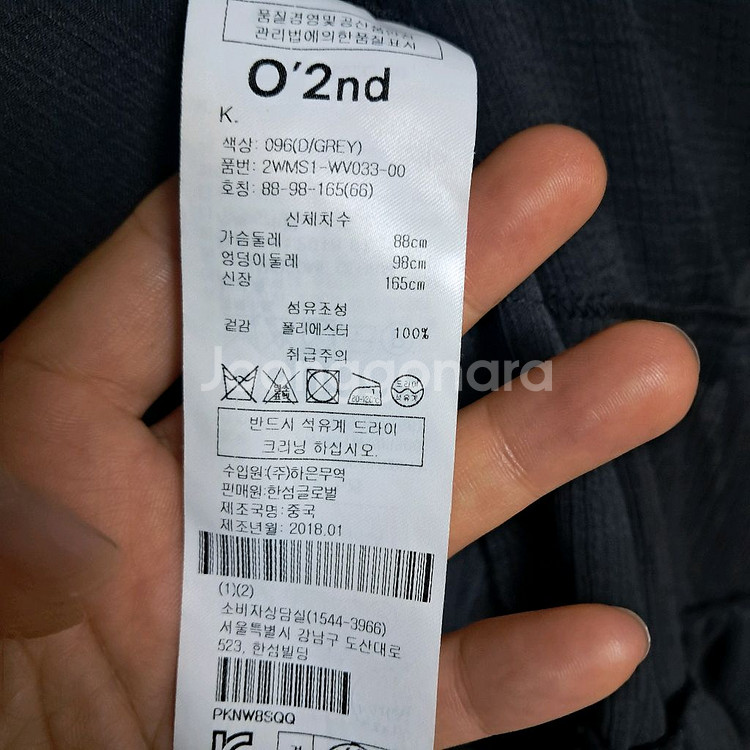 품질경영및공산품안전
관리법에의한품질표시
O'2nd
K.
색상: 096(D/GREY)
품번: 2WMS1-WV033-00
호칭: 88-98-165(66)
신체치수
가슴둘레 88cm
엉덩이둘레 98cm
신장 165cm
섬유조성
겉감 폴리에스터 100%
취급주의
Joonggonara
드라이
석유계
반드시 석유계 드라이
크리닝 하십시오.
수입원:(주)하은무역
판매원:한섬글로벌
제조국명:중국
제조년월: 2018.01
(1)(2)
소비자상담실(1544-3966)
서울특별시 강남구 도산대로
523, 한섬빌딩
PKNW8SQQ